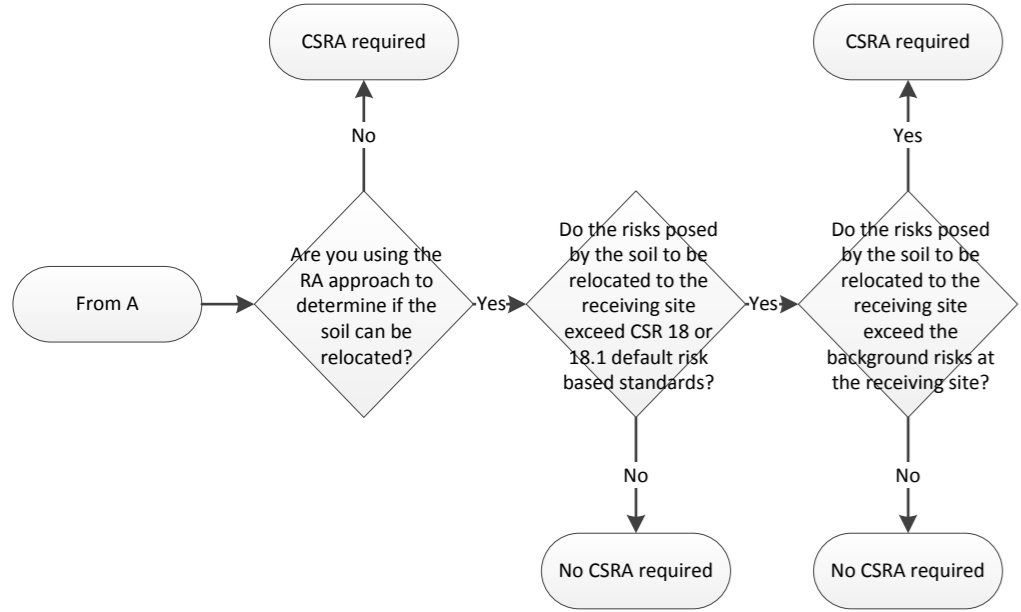 CSRA required
CSRA required
No
Yes
From A
Are you using the
RA approach to
determine if the
soil can be
relocated?
Yes
Do the risks posed
by the soil to be
relocated to the
receiving site
exceed CSR 18 or
18.1 default risk
based standards?
Yes
Do the risks posed
by the soil to be
relocated to the
receiving site
exceed the
background risks at
the receiving site?
No
No
No CSRA required
No CSRA required